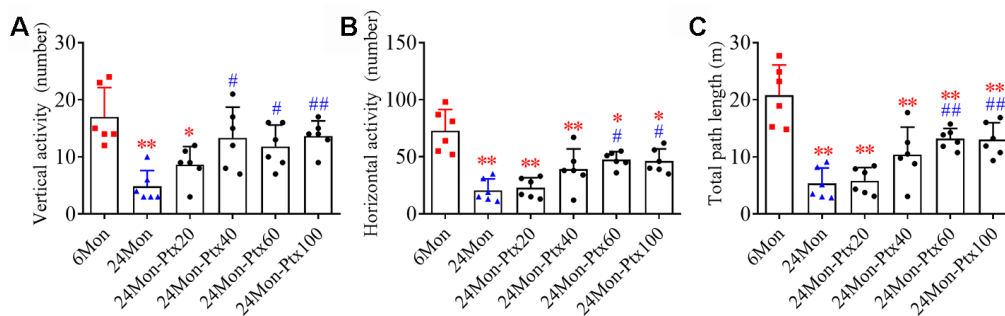 A
Vertical activity (number)
30
20
10
0
**
*
#
#
##
6Mon
24Mon
24Mon-Ptx20
24Mon-Ptx40
24Mon-Ptx60
24Mon-Ptx100
B
Horizontal activity (number)
150
100
50
0
**
**
**
*
#
*
#
6Mon
24Mon
24Mon-Ptx20
24Mon-Ptx40
24Mon-Ptx60
24Mon-Ptx100
C
Total path length (m)
30
20
10
0
**
**
**
**
##
**
##
6Mon
24Mon
24Mon-Ptx20
24Mon-Ptx40
24Mon-Ptx60
24Mon-Ptx100